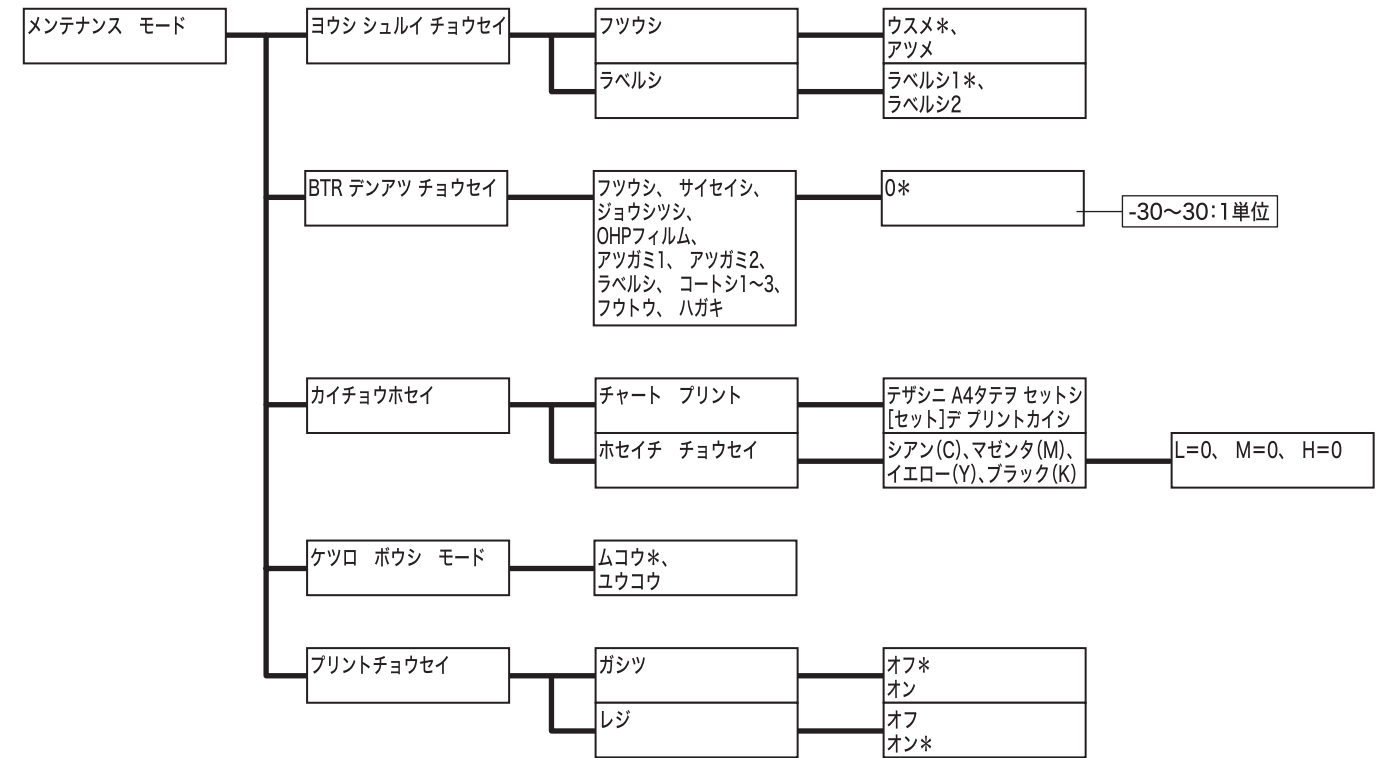 メンテナンス　モード
ヨウシ シュルイ チョウセイ
フツウシ
ウスメ＊、
アツメ
ラベルシ
ラベルシ1＊、
ラベルシ2
BTR デンアツ チョウセイ
フツウシ、 サイセイシ、
ジョウシツシ、
OHPフィルム、
アツガミ1、 アツガミ2、
ラベルシ、 コートシ1〜3、
フウトウ、 ハガキ
0＊
-30〜30：1単位
カイチョウホセイ
チャート　プリント
テザシニ A4タテヲ セットシ
[セット]デ プリントカイシ
ホセイチ　チョウセイ
シアン(C)、マゼンタ(M)、
イエロー(Y)、ブラック(K)
L=0、 M=0、 H=0
ケツロ　ボウシ　モード
ムコウ＊、
ユウコウ
プリントチョウセイ
ガシツ
オフ＊
オン
レジ
オフ
オン＊